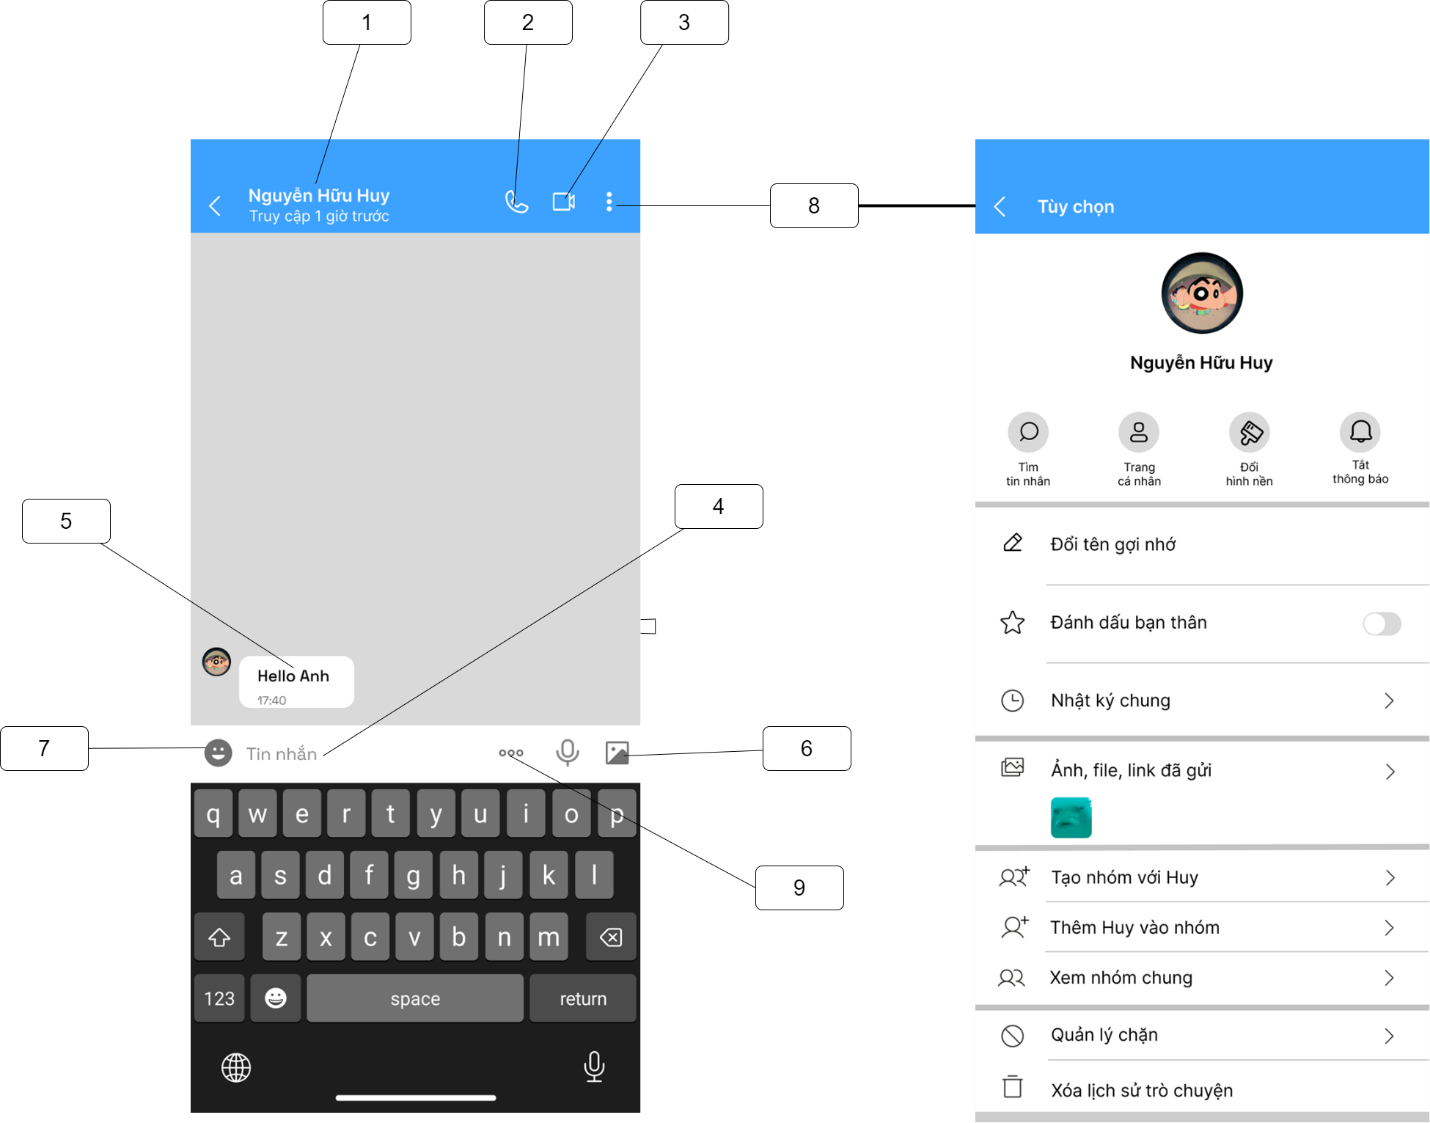 1
2
3
Nguyễn Hữu Huy
Truy cập 1 giờ trước
8
Tùy chọn
Nguyễn Hữu Huy
Tìm
tin nhắn
Trang
cá nhân
Đổi
hình nền
Tắt
thông báo
5
4
Đổi tên gợi nhớ
Đánh dấu bạn thân
Hello Anh
17:40
Nhật ký chung
7
Tin nhắn
6
Ảnh, file, link đã gửi
q w e r t y u i o p
a s d f g h j k l
9
Tạo nhóm với Huy
z x c v b n m
Thêm Huy vào nhóm
Xem nhóm chung
123 space return
Quản lý chặn
Xóa lịch sử trò chuyện